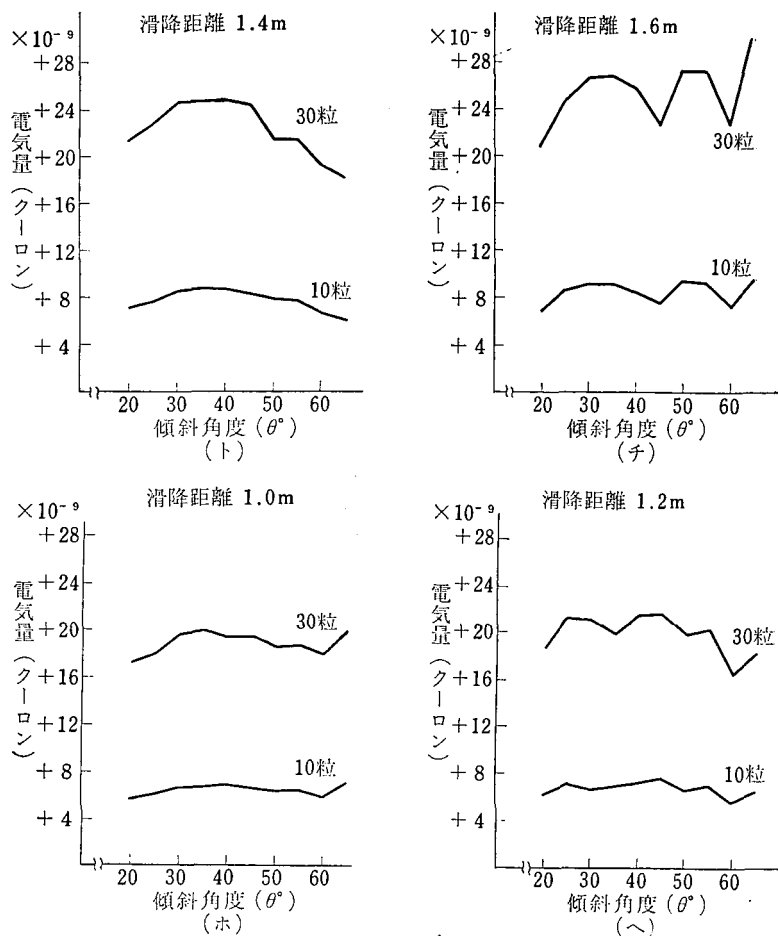 滑降距離 1.4m
×10⁻⁹
+28
+24
+20
+16
+12
+8
+4
電気量(クーロン)
30粒
10粒
20 30 40 50 60
傾斜角度(θ°)
(ト)
滑降距離 1.6m
×10⁻⁹
+28
+24
+20
+16
+12
+8
+4
電気量(クーロン)
30粒
10粒
20 30 40 50 60
傾斜角度(θ°)
(チ)
滑降距離 1.0m
×10⁻⁹
+28
+24
+20
+16
+12
+8
+4
電気量(クーロン)
30粒
10粒
20 30 40 50 60
傾斜角度(θ°)
(ホ)
滑降距離 1.2m
×10⁻⁹
+28
+24
+20
+16
+12
+8
+4
電気量(クーロン)
30粒
10粒
20 30 40 50 60
傾斜角度(θ°)
(ヘ)